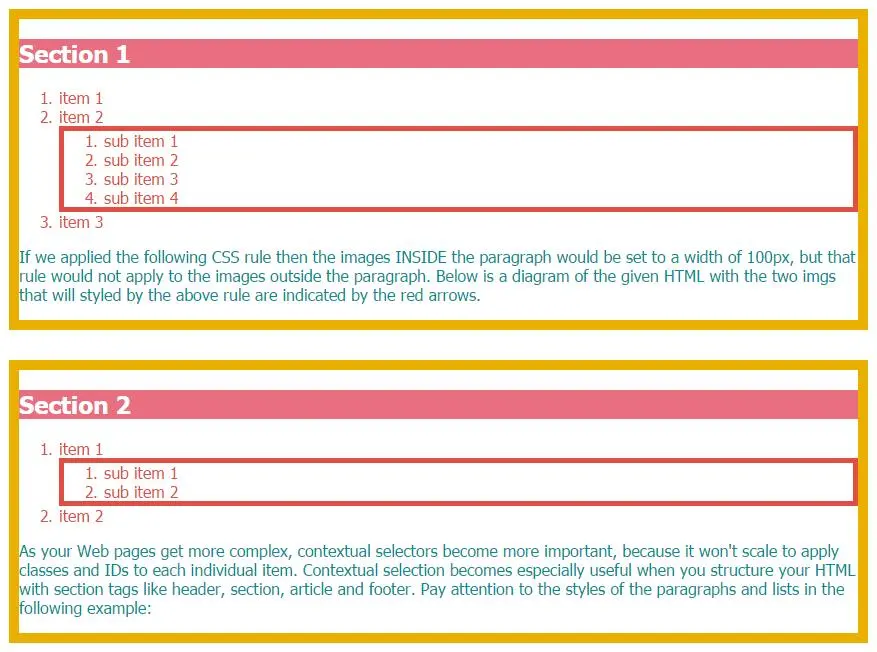 Section 1
1. item 1
2. item 2
1. sub item 1
2. sub item 2
3. sub item 3
4. sub item 4
3. item 3
If we applied the following CSS rule then the images INSIDE the paragraph would be set to a width of 100px, but that
rule would not apply to the images outside the paragraph. Below is a diagram of the given HTML with the two imgs
that will styled by the above rule are indicated by the red arrows.
Section 2
1. item 1
1. sub item 1
2. sub item 2
2. item 2
As your Web pages get more complex, contextual selectors become more important, because it won't scale to apply
classes and IDs to each individual item. Contextual selection becomes especially useful when you structure your HTML
with section tags like header, section, article and footer. Pay attention to the styles of the paragraphs and lists in the
following example: